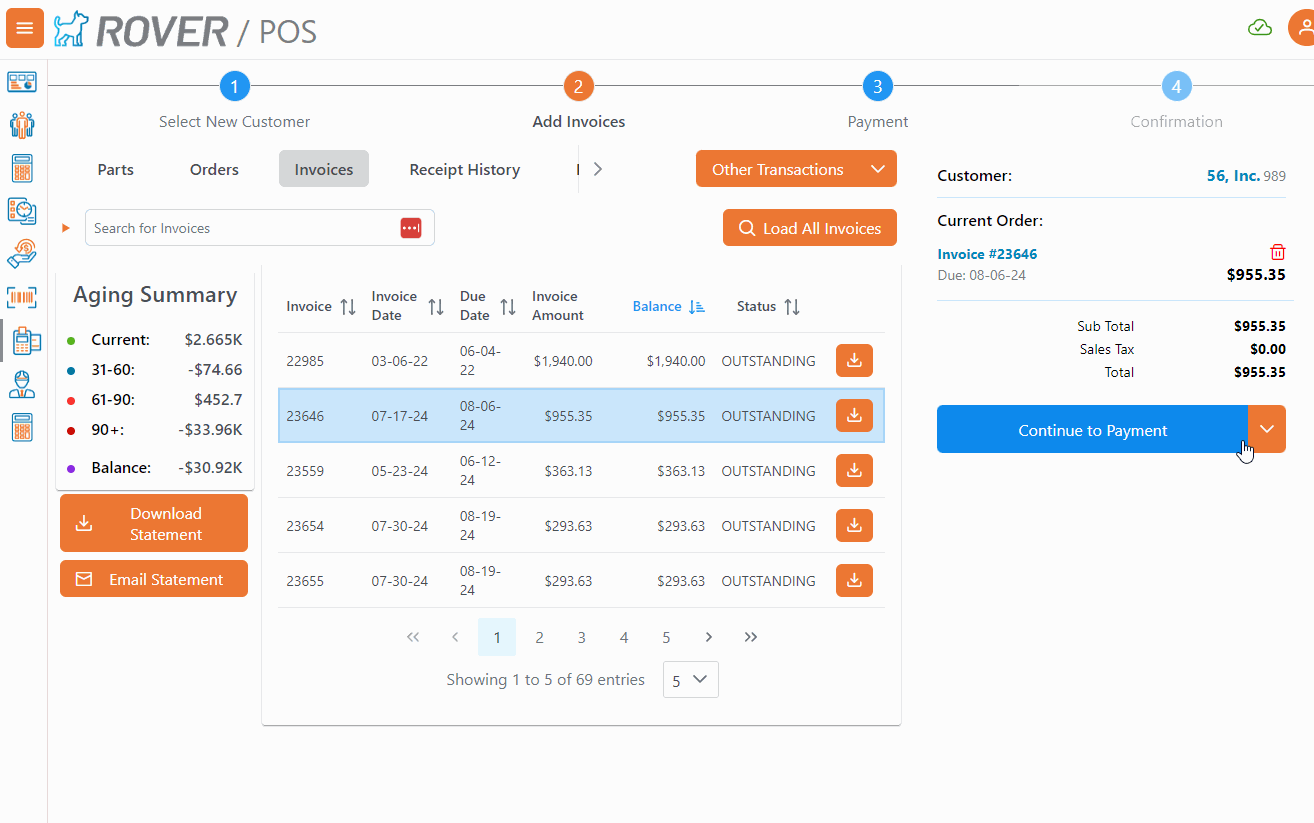 ROVER / POS
1
2
3
4
Select New Customer
Add Invoices
Payment
Confirmation
Parts
Orders
Invoices
Receipt History
Other Transactions
Search for Invoices
Load All Invoices
Aging Summary
Current: $2.665K
31-60: -$74.66
61-90: $452.7
90+: -$33.96K
Balance: -$30.92K
Download
Statement
Email Statement
Invoice
Invoice
Date
Due
Date
Invoice
Amount
Balance
Status
22985 03-06-22 06-04-
22 $1,940.00 $1,940.00 OUTSTANDING
23646 07-17-24 08-06-
24 $955.35 $955.35 OUTSTANDING
23559 05-23-24 06-12-
24 $363.13 $363.13 OUTSTANDING
23654 07-30-24 08-19-
24 $293.63 $293.63 OUTSTANDING
23655 07-30-24 08-19-
24 $293.63 $293.63 OUTSTANDING
1 2 3 4 5
Showing 1 to 5 of 69 entries 5
Customer: 56, Inc. 989
Current Order:
Invoice #23646
Due: 08-06-24 $955.35
Sub Total $955.35
Sales Tax $0.00
Total $955.35
Continue to Payment